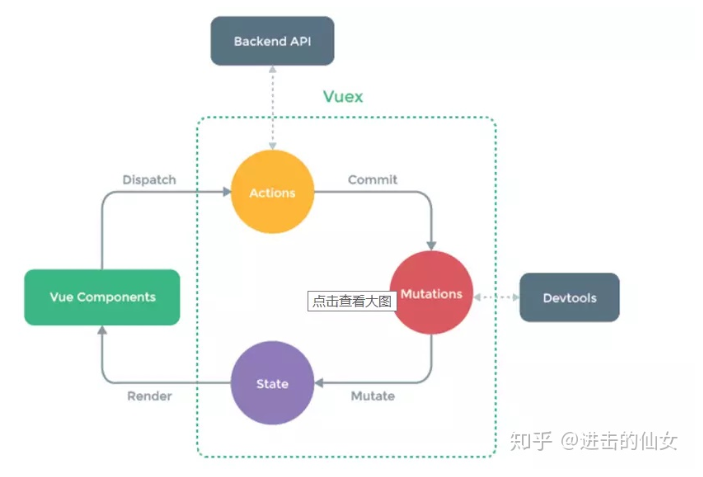 Backend API
Vuex
Dispatch
Commit
Actions
Vue Components
点击查看大图
Mutations
Devtools
State
Render
Mutate
知乎 @进击的仙女